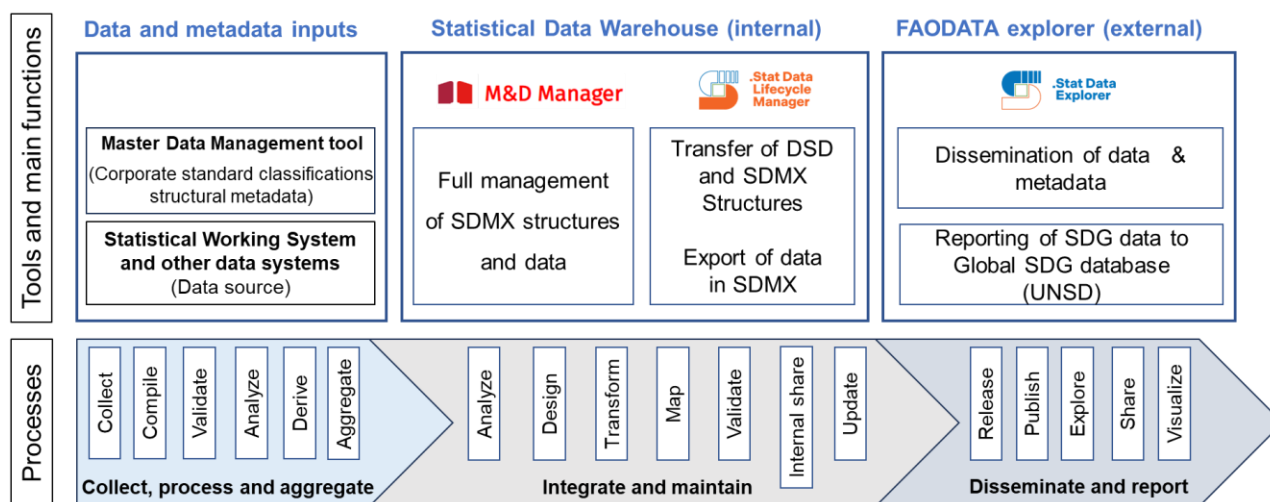 Tools and main functions
Data and metadata inputs
Master Data Management tool
(Corporate standard classifications
structural metadata)
Statistical Working System
and other data systems
(Data source)
Statistical Data Warehouse (internal)
M&D Manager
Full management
of SDMX structures
and data
.Stat Data
Lifecycle
Manager
Transfer of DSD
and SDMX
Structures
Export of data
in SDMX
FAODATA explorer (external)
.Stat Data
Explorer
Dissemination of data &
metadata
Reporting of SDG data to
Global SDG database
(UNSD)
Processes
Collect
Compile
Validate
Analyze
Derive
Aggregate
Collect, process and aggregate
Analyze
Design
Transform
Map
Validate
Internal share
Update
Integrate and maintain
Release
Publish
Explore
Share
Visualize
Disseminate and report